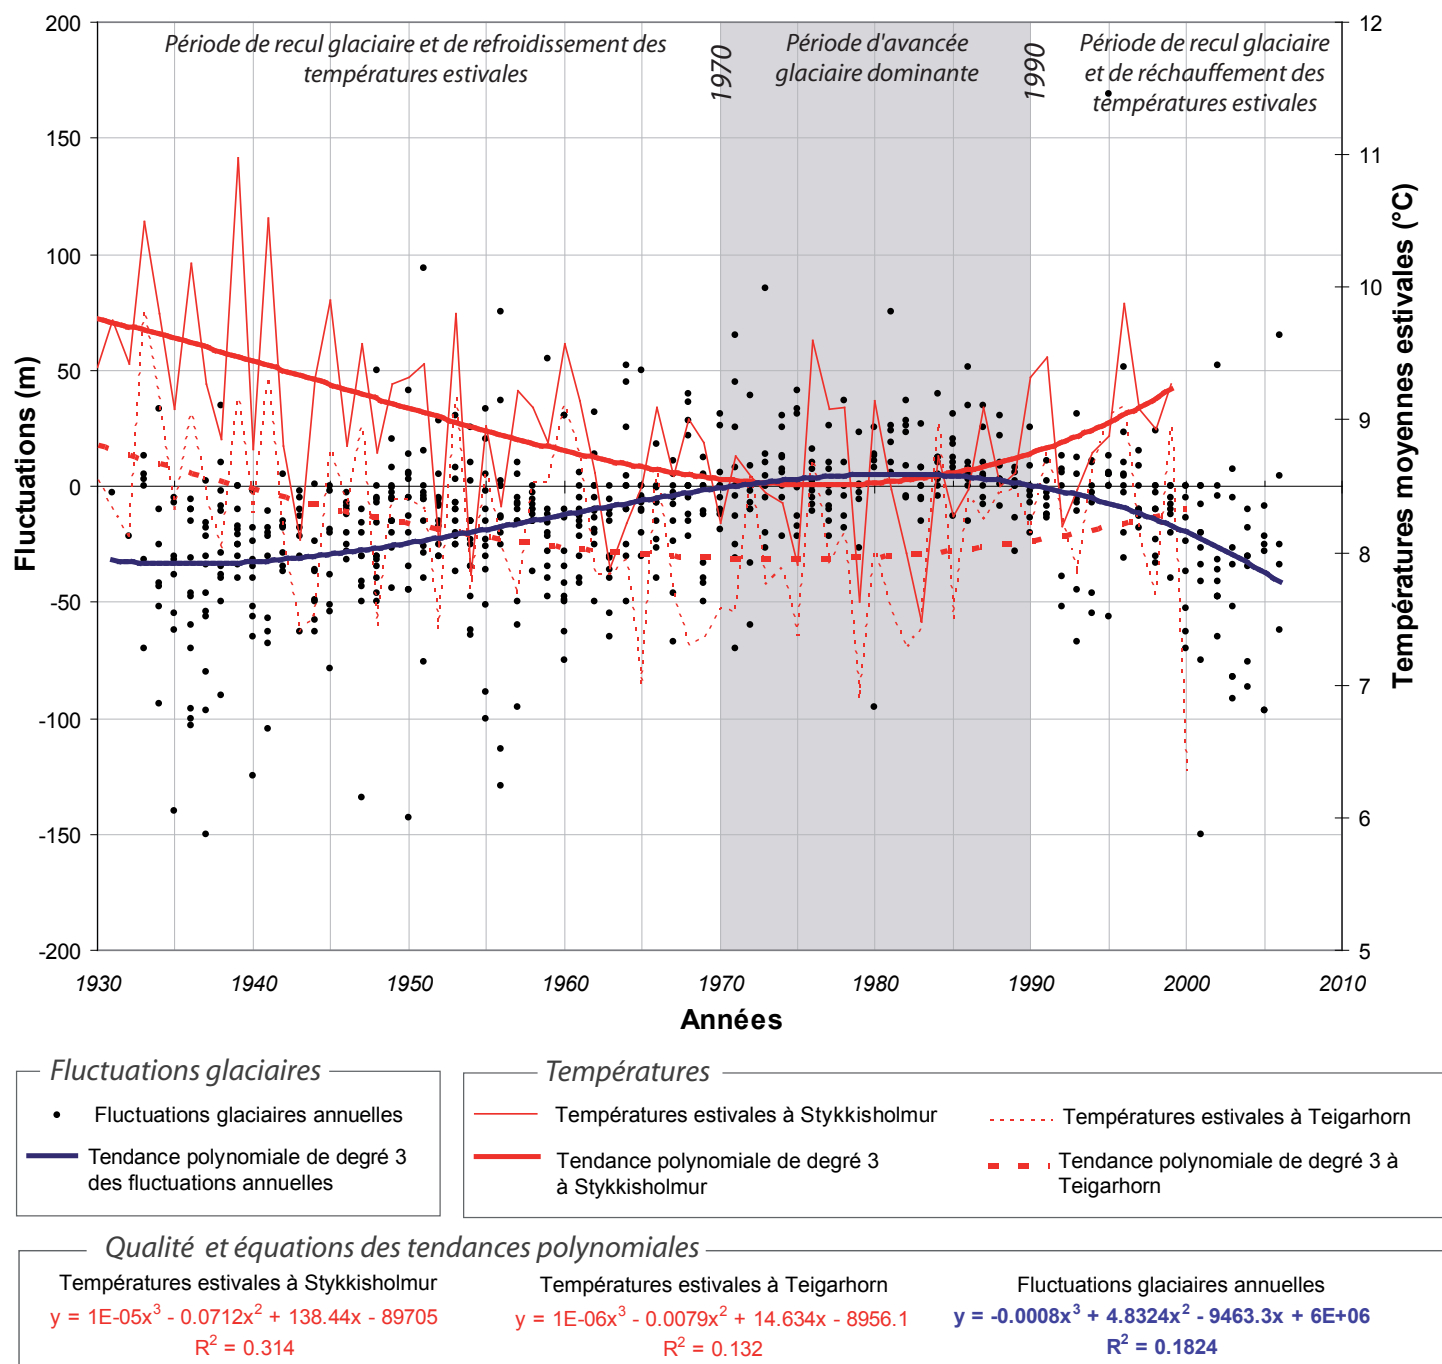 200
150
100
50
0
-50
-100
-150
-200
Fluctuations (m)
Période de recul glaciaire et de refroidissement des
températures estivales
1970
Période d'avancée
glaciaire dominante
1990
Période de recul glaciaire
et de réchauffement des
températures estivales
12
11
10
9
8
7
6
5
Températures moyennes estivales (°C)
1930 1940 1950 1960 1970 1980 1990 2000 2010
Années
Fluctuations glaciaires
Fluctuations glaciaires annuelles
Tendance polynomiale de degré 3
des fluctuations annuelles
Températures
Températures estivales à Stykkisholmur
Tendance polynomiale de degré 3
à Stykkisholmur
Températures estivales à Teigarhorn
Tendance polynomiale de degré 3 à
Teigarhorn
Qualité et équations des tendances polynomiales
Températures estivales à Stykkisholmur
y = 1E-05x³ - 0.0712x² + 138.44x - 89705
R² = 0.314
Températures estivales à Teigarhorn
y = 1E-06x³ - 0.0079x² + 14.634x - 8956.1
R² = 0.132
Fluctuations glaciaires annuelles
y = -0.0008x³ + 4.8324x² - 9463.3x + 6E+06
R² = 0.1824